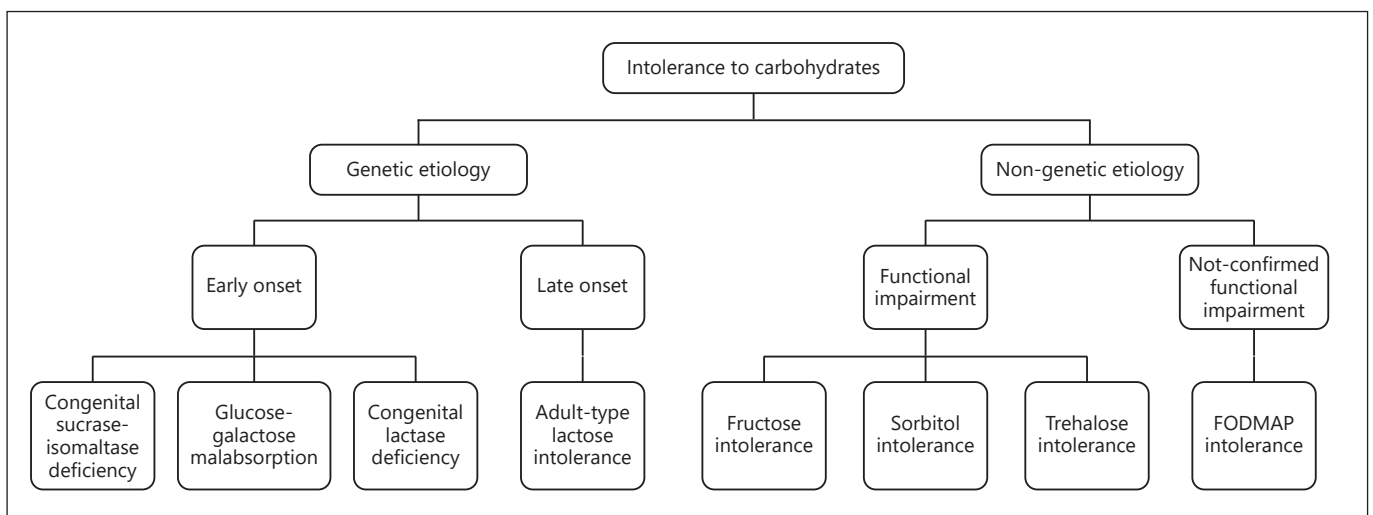 Intolerance to carbohydrates
Genetic etiology
Non-genetic etiology
Early onset
Late onset
Functional
impairment
Not-confirmed
functional
impairment
Congenital
sucrase-
isomaltase
deficiency
Glucose-
galactose
malabsorption
Congenital
lactase
deficiency
Adult-type
lactose
intolerance
Fructose
intolerance
Sorbitol
intolerance
Trehalose
intolerance
FODMAP
intolerance